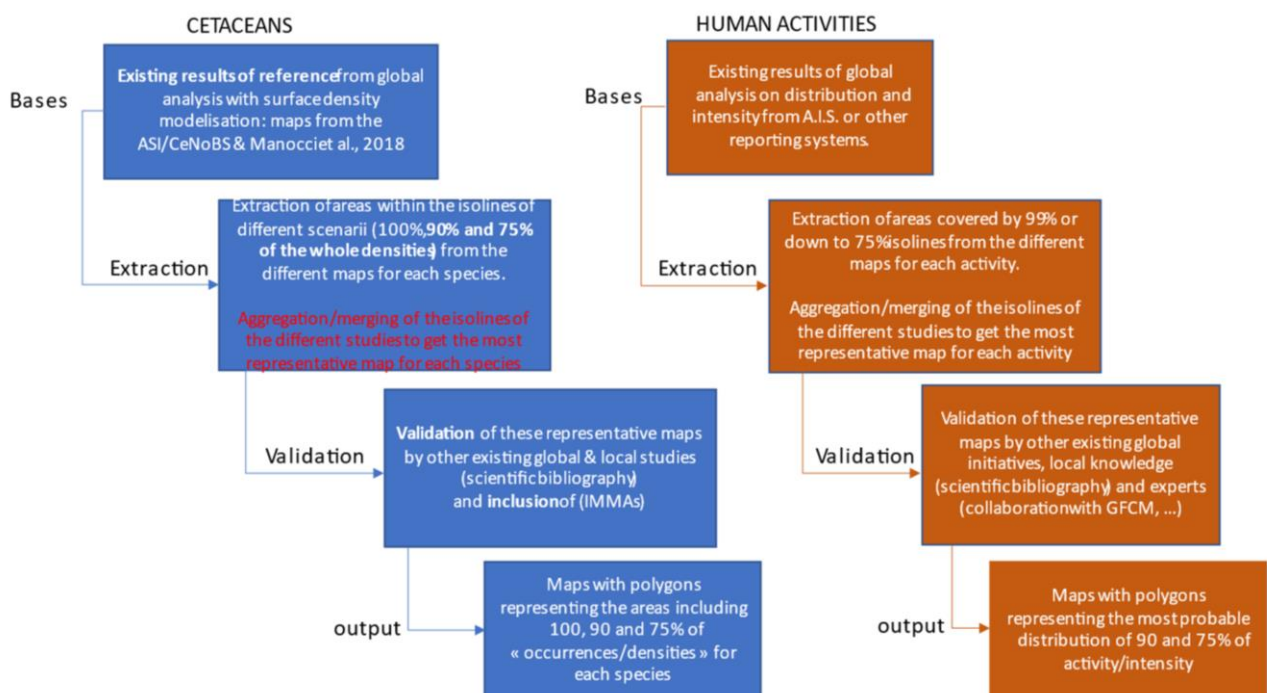 CETACEANS
Bases
Existing results of reference from global
analysis with surface density
modelisation: maps from the
ASI/CeNoBS & Manocci et al., 2018
Extraction
Extraction of areas within the isolines of
different scenarii (100%,90% and 75%
of the whole densities) from the
different maps for each species.
Aggregation/merging of the isolines of
the different studies to get the most
representative map for each species
Validation
Validation of these representative maps
by other existing global & local studies
(scientific bibliography)
and inclusion of (IMMAs)
output
Maps with polygons
representing the areas including
100, 90 and 75% of
« occurrences/densities » for
each species
HUMAN ACTIVITIES
Bases
Existing results of global
analysis on distribution and
intensity from A.I.S. or other
reporting systems.
Extraction
Extraction of areas covered by 99% or
down to 75% isolines from the different
maps for each activity.
Aggregation/merging of the isolines of
the different studies to get the most
representative map for each activity
Validation
Validation of these representative
maps by other existing global
initiatives, local knowledge
(scientific bibliography) and experts
(collaboration with GFCM, ...)
output
Maps with polygons
representing the most probable
distribution of 90 and 75% of
activity/intensity